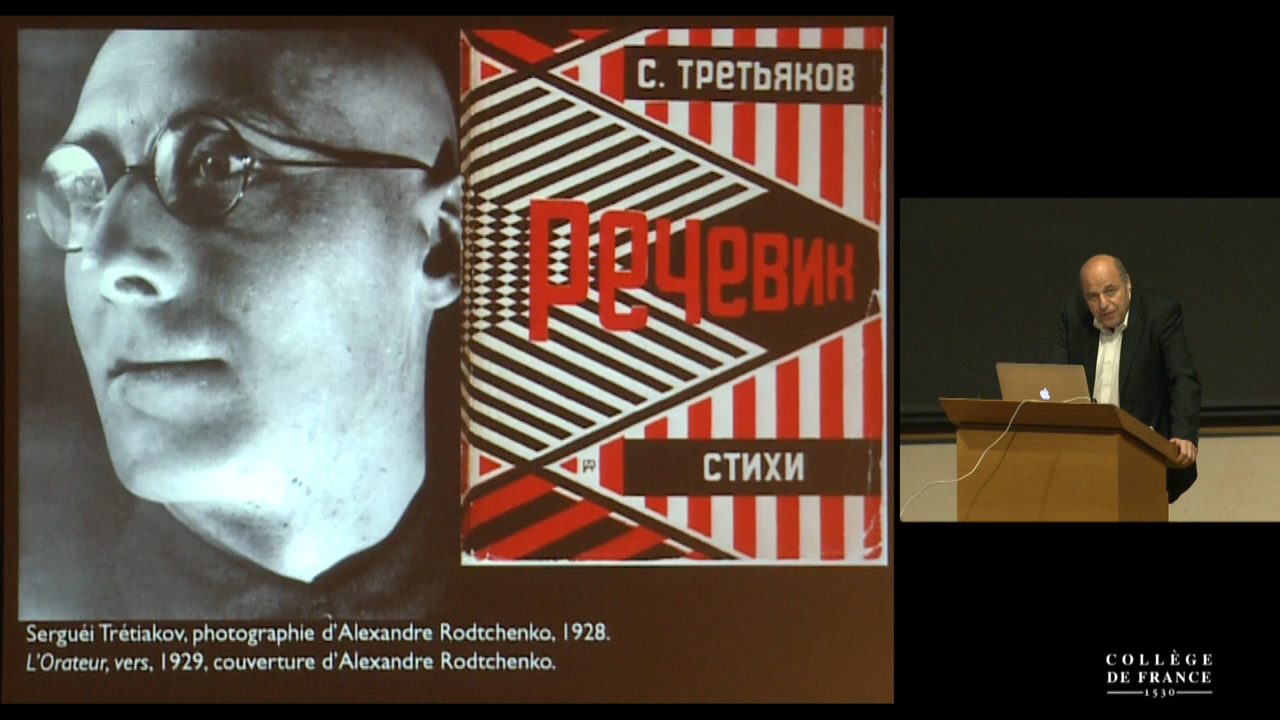 С. ТРЕТЬЯКОВ
РЕЧЕВИК
СТИХИ
Serguéi Trétiakov, photographie d'Alexandre Rodtchenko, 1928.
L'Orateur, vers, 1929, couverture d'Alexandre Rodtchenko.
COLLÈGE
DE FRANCE
1530